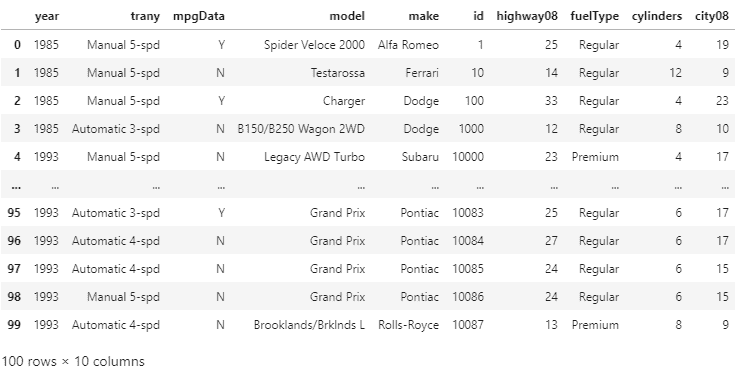 year trany mpgData model make id highway08 fuelType cylinders city08
0 1985 Manual 5-spd Y Spider Veloce 2000 Alfa Romeo 1 25 Regular 4 19
1 1985 Manual 5-spd N Testarossa Ferrari 10 14 Regular 12 9
2 1985 Manual 5-spd Y Charger Dodge 100 33 Regular 4 23
3 1985 Automatic 3-spd N B150/B250 Wagon 2WD Dodge 1000 12 Regular 8 10
4 1993 Manual 5-spd N Legacy AWD Turbo Subaru 10000 23 Premium 4 17
... ... ... ... ... ... ... ... ... ... ...
95 1993 Automatic 3-spd Y Grand Prix Pontiac 10083 25 Regular 6 17
96 1993 Automatic 4-spd N Grand Prix Pontiac 10084 27 Regular 6 17
97 1993 Automatic 4-spd N Grand Prix Pontiac 10085 24 Regular 6 15
98 1993 Manual 5-spd N Grand Prix Pontiac 10086 24 Regular 6 15
99 1993 Automatic 4-spd N Brooklands/Brklnds L Rolls-Royce 10087 13 Premium 8 9
100 rows × 10 columns